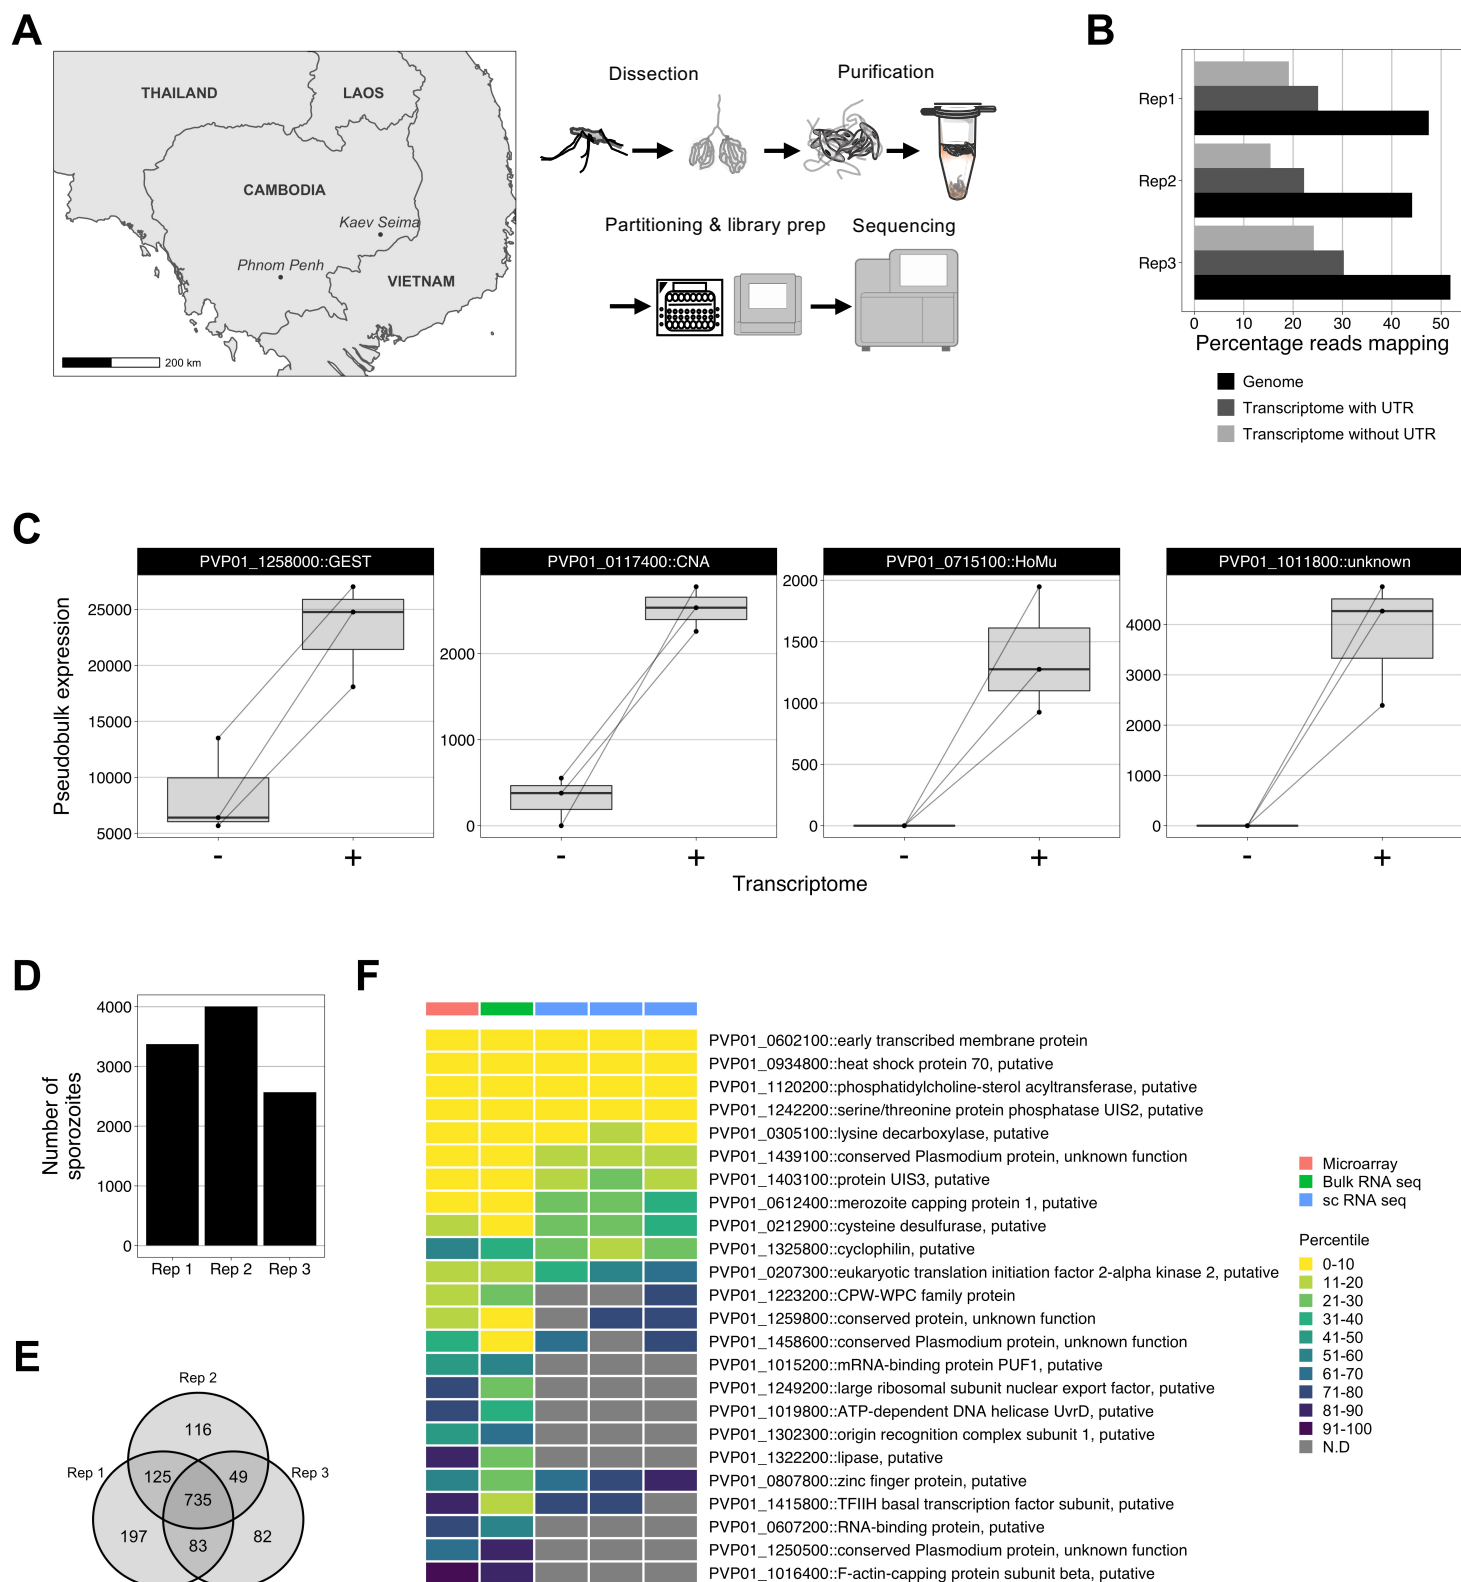 A
THAILAND
LAOS
CAMBODIA
Kaev Seima
Phnom Penh
VIETNAM
200 km
Dissection
Purification
Partitioning & library prep
Sequencing
B
Rep1
Rep2
Rep3
0 10 20 30 40 50
Percentage reads mapping
Genome
Transcriptome with UTR
Transcriptome without UTR
C
Pseudobulk expression
PVP01_1258000::GEST
25000
20000
15000
10000
5000
- +
PVP01_0117400::CNA
2000
1000
0
- +
PVP01_0715100::HoMu
2000
1500
1000
500
0
- +
PVP01_1011800::unknown
4000
3000
2000
1000
0
- +
Transcriptome
D
Number of
sporozoites
4000
3000
2000
1000
0
Rep 1 Rep 2 Rep 3
E
Rep 2
116
Rep 1
125
49
Rep 3
735
197
83
82
F
PVP01_0602100::early transcribed membrane protein
PVP01_0934800::heat shock protein 70, putative
PVP01_1120200::phosphatidylcholine-sterol acyltransferase, putative
PVP01_1242200::serine/threonine protein phosphatase UIS2, putative
PVP01_0305100::lysine decarboxylase, putative
PVP01_1439100::conserved Plasmodium protein, unknown function
PVP01_1403100::protein UIS3, putative
PVP01_0612400::merozoite capping protein 1, putative
PVP01_0212900::cysteine desulfurase, putative
PVP01_1325800::cyclophilin, putative
PVP01_0207300::eukaryotic translation initiation factor 2-alpha kinase 2, putative
PVP01_1223200::CPW-WPC family protein
PVP01_1259800::conserved protein, unknown function
PVP01_1458600::conserved Plasmodium protein, unknown function
PVP01_1015200::mRNA-binding protein PUF1, putative
PVP01_1249200::large ribosomal subunit nuclear export factor, putative
PVP01_1019800::ATP-dependent DNA helicase UvrD, putative
PVP01_1302300::origin recognition complex subunit 1, putative
PVP01_1322200::lipase, putative
PVP01_0807800::zinc finger protein, putative
PVP01_1415800::TFIIH basal transcription factor subunit, putative
PVP01_0607200::RNA-binding protein, putative
PVP01_1250500::conserved Plasmodium protein, unknown function
PVP01_1016400::F-actin-capping protein subunit beta, putative
Microarray
Bulk RNA seq
sc RNA seq
Percentile
0-10
11-20
21-30
31-40
41-50
51-60
61-70
71-80
81-90
91-100
N.D